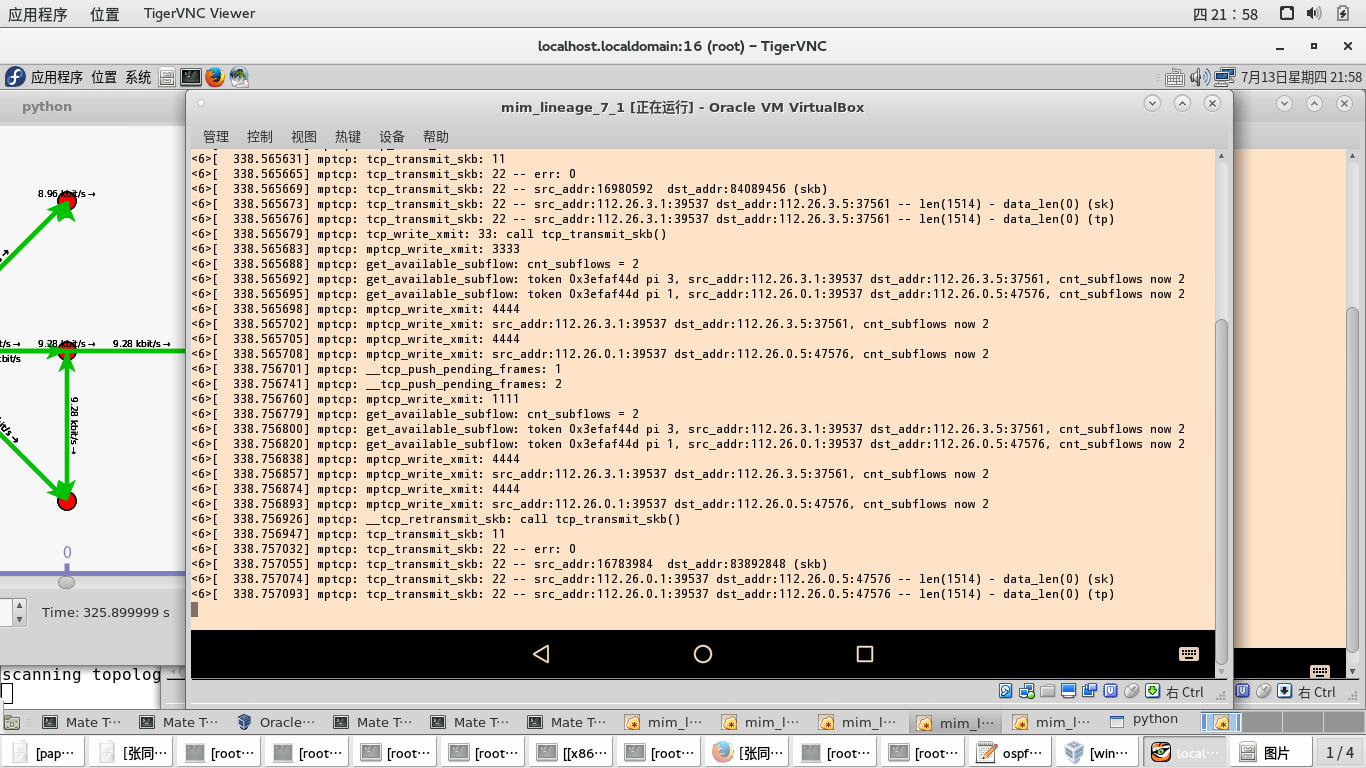 应用程序 位置 TigerVNC Viewer 四 21：58
localhost.localdomain:16 (root) – TigerVNC
应用程序 位置 系统 7月13日星期四 21:58
python
mim_lineage_7_1 [正在运行] - Oracle VM VirtualBox
管理 控制 视图 热键 设备 帮助
<6>[  338.565631] mptcp: tcp_transmit_skb: 11
<6>[  338.565665] mptcp: tcp_transmit_skb: 22 -- err: 0
<6>[  338.565669] mptcp: tcp_transmit_skb: 22 -- src_addr:16980592  dst_addr:84089456 (skb)
<6>[  338.565673] mptcp: tcp_transmit_skb: 22 -- src_addr:112.26.3.1:39537 dst_addr:112.26.3.5:37561 -- len(1514) - data_len(0) (sk)
<6>[  338.565676] mptcp: tcp_transmit_skb: 22 -- src_addr:112.26.3.1:39537 dst_addr:112.26.3.5:37561 -- len(1514) - data_len(0) (tp)
<6>[  338.565679] mptcp: tcp_write_xmit: 33: call tcp_transmit_skb()
<6>[  338.565683] mptcp: mptcp_write_xmit: 3333
<6>[  338.565688] mptcp: get_available_subflow: cnt_subflows = 2
<6>[  338.565692] mptcp: get_available_subflow: token 0x3efaf44d pi 3, src_addr:112.26.3.1:39537 dst_addr:112.26.3.5:37561, cnt_subflows now 2
<6>[  338.565695] mptcp: get_available_subflow: token 0x3efaf44d pi 1, src_addr:112.26.0.1:39537 dst_addr:112.26.0.5:47576, cnt_subflows now 2
<6>[  338.565698] mptcp: mptcp_write_xmit: 4444
<6>[  338.565702] mptcp: mptcp_write_xmit: src_addr:112.26.3.1:39537 dst_addr:112.26.3.5:37561, cnt_subflows now 2
<6>[  338.565705] mptcp: mptcp_write_xmit: 4444
<6>[  338.565708] mptcp: mptcp_write_xmit: src_addr:112.26.0.1:39537 dst_addr:112.26.0.5:47576, cnt_subflows now 2
<6>[  338.756701] mptcp: __tcp_push_pending_frames: 1
<6>[  338.756741] mptcp: __tcp_push_pending_frames: 2
<6>[  338.756760] mptcp: mptcp_write_xmit: 1111
<6>[  338.756779] mptcp: get_available_subflow: cnt_subflows = 2
<6>[  338.756800] mptcp: get_available_subflow: token 0x3efaf44d pi 3, src_addr:112.26.3.1:39537 dst_addr:112.26.3.5:37561, cnt_subflows now 2
<6>[  338.756820] mptcp: get_available_subflow: token 0x3efaf44d pi 1, src_addr:112.26.0.1:39537 dst_addr:112.26.0.5:47576, cnt_subflows now 2
<6>[  338.756838] mptcp: mptcp_write_xmit: 4444
<6>[  338.756857] mptcp: mptcp_write_xmit: src_addr:112.26.3.1:39537 dst_addr:112.26.3.5:37561, cnt_subflows now 2
<6>[  338.756874] mptcp: mptcp_write_xmit: 4444
<6>[  338.756893] mptcp: mptcp_write_xmit: src_addr:112.26.0.1:39537 dst_addr:112.26.0.5:47576, cnt_subflows now 2
<6>[  338.756926] mptcp: __tcp_retransmit_skb: call tcp_transmit_skb()
<6>[  338.756947] mptcp: tcp_transmit_skb: 11
<6>[  338.757032] mptcp: tcp_transmit_skb: 22 -- err: 0
<6>[  338.757055] mptcp: tcp_transmit_skb: 22 -- src_addr:16783984  dst_addr:83892848 (skb)
<6>[  338.757074] mptcp: tcp_transmit_skb: 22 -- src_addr:112.26.0.1:39537 dst_addr:112.26.0.5:47576 -- len(1514) - data_len(0) (sk)
<6>[  338.757093] mptcp: tcp_transmit_skb: 22 -- src_addr:112.26.0.1:39537 dst_addr:112.26.0.5:47576 -- len(1514) - data_len(0) (tp)
8.96 kbit/s →
9.28 kbit/s → 9.28 kbit/s →
9.28 kbit/s →
0
Time: 325.899999 s
scanning topolog
右 Ctrl 右 Ctrl
Mate T··· Mate T··· Oracle··· Mate T··· Mate T··· Mate T··· mim_l··· mim_l··· mim_l··· mim_l··· mim_l··· python
[pap··· [张同··· [root··· [root··· [root··· [root··· [[x86··· [root··· [张同··· [root··· [root··· ospf··· [win··· local··· 图片 1 / 4